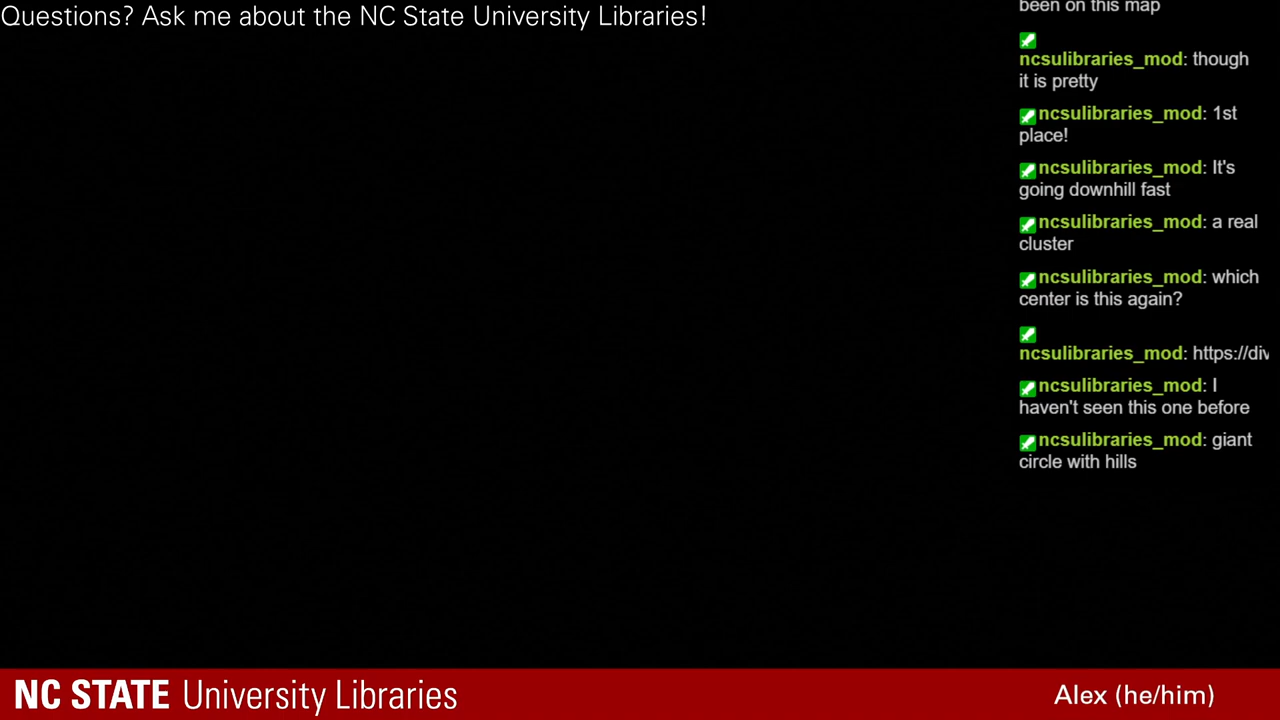 Questions? Ask me about the NC State University Libraries!
been on this map
ncsulibraries_mod: though
it is pretty
ncsulibraries_mod: 1st
place!
ncsulibraries_mod: It's
going downhill fast
ncsulibraries_mod: a real
cluster
ncsulibraries_mod: which
center is this again?
ncsulibraries_mod: https://div
ncsulibraries_mod: I
haven't seen this one before
ncsulibraries_mod: giant
circle with hills
NC STATE University Libraries
Alex (he/him)